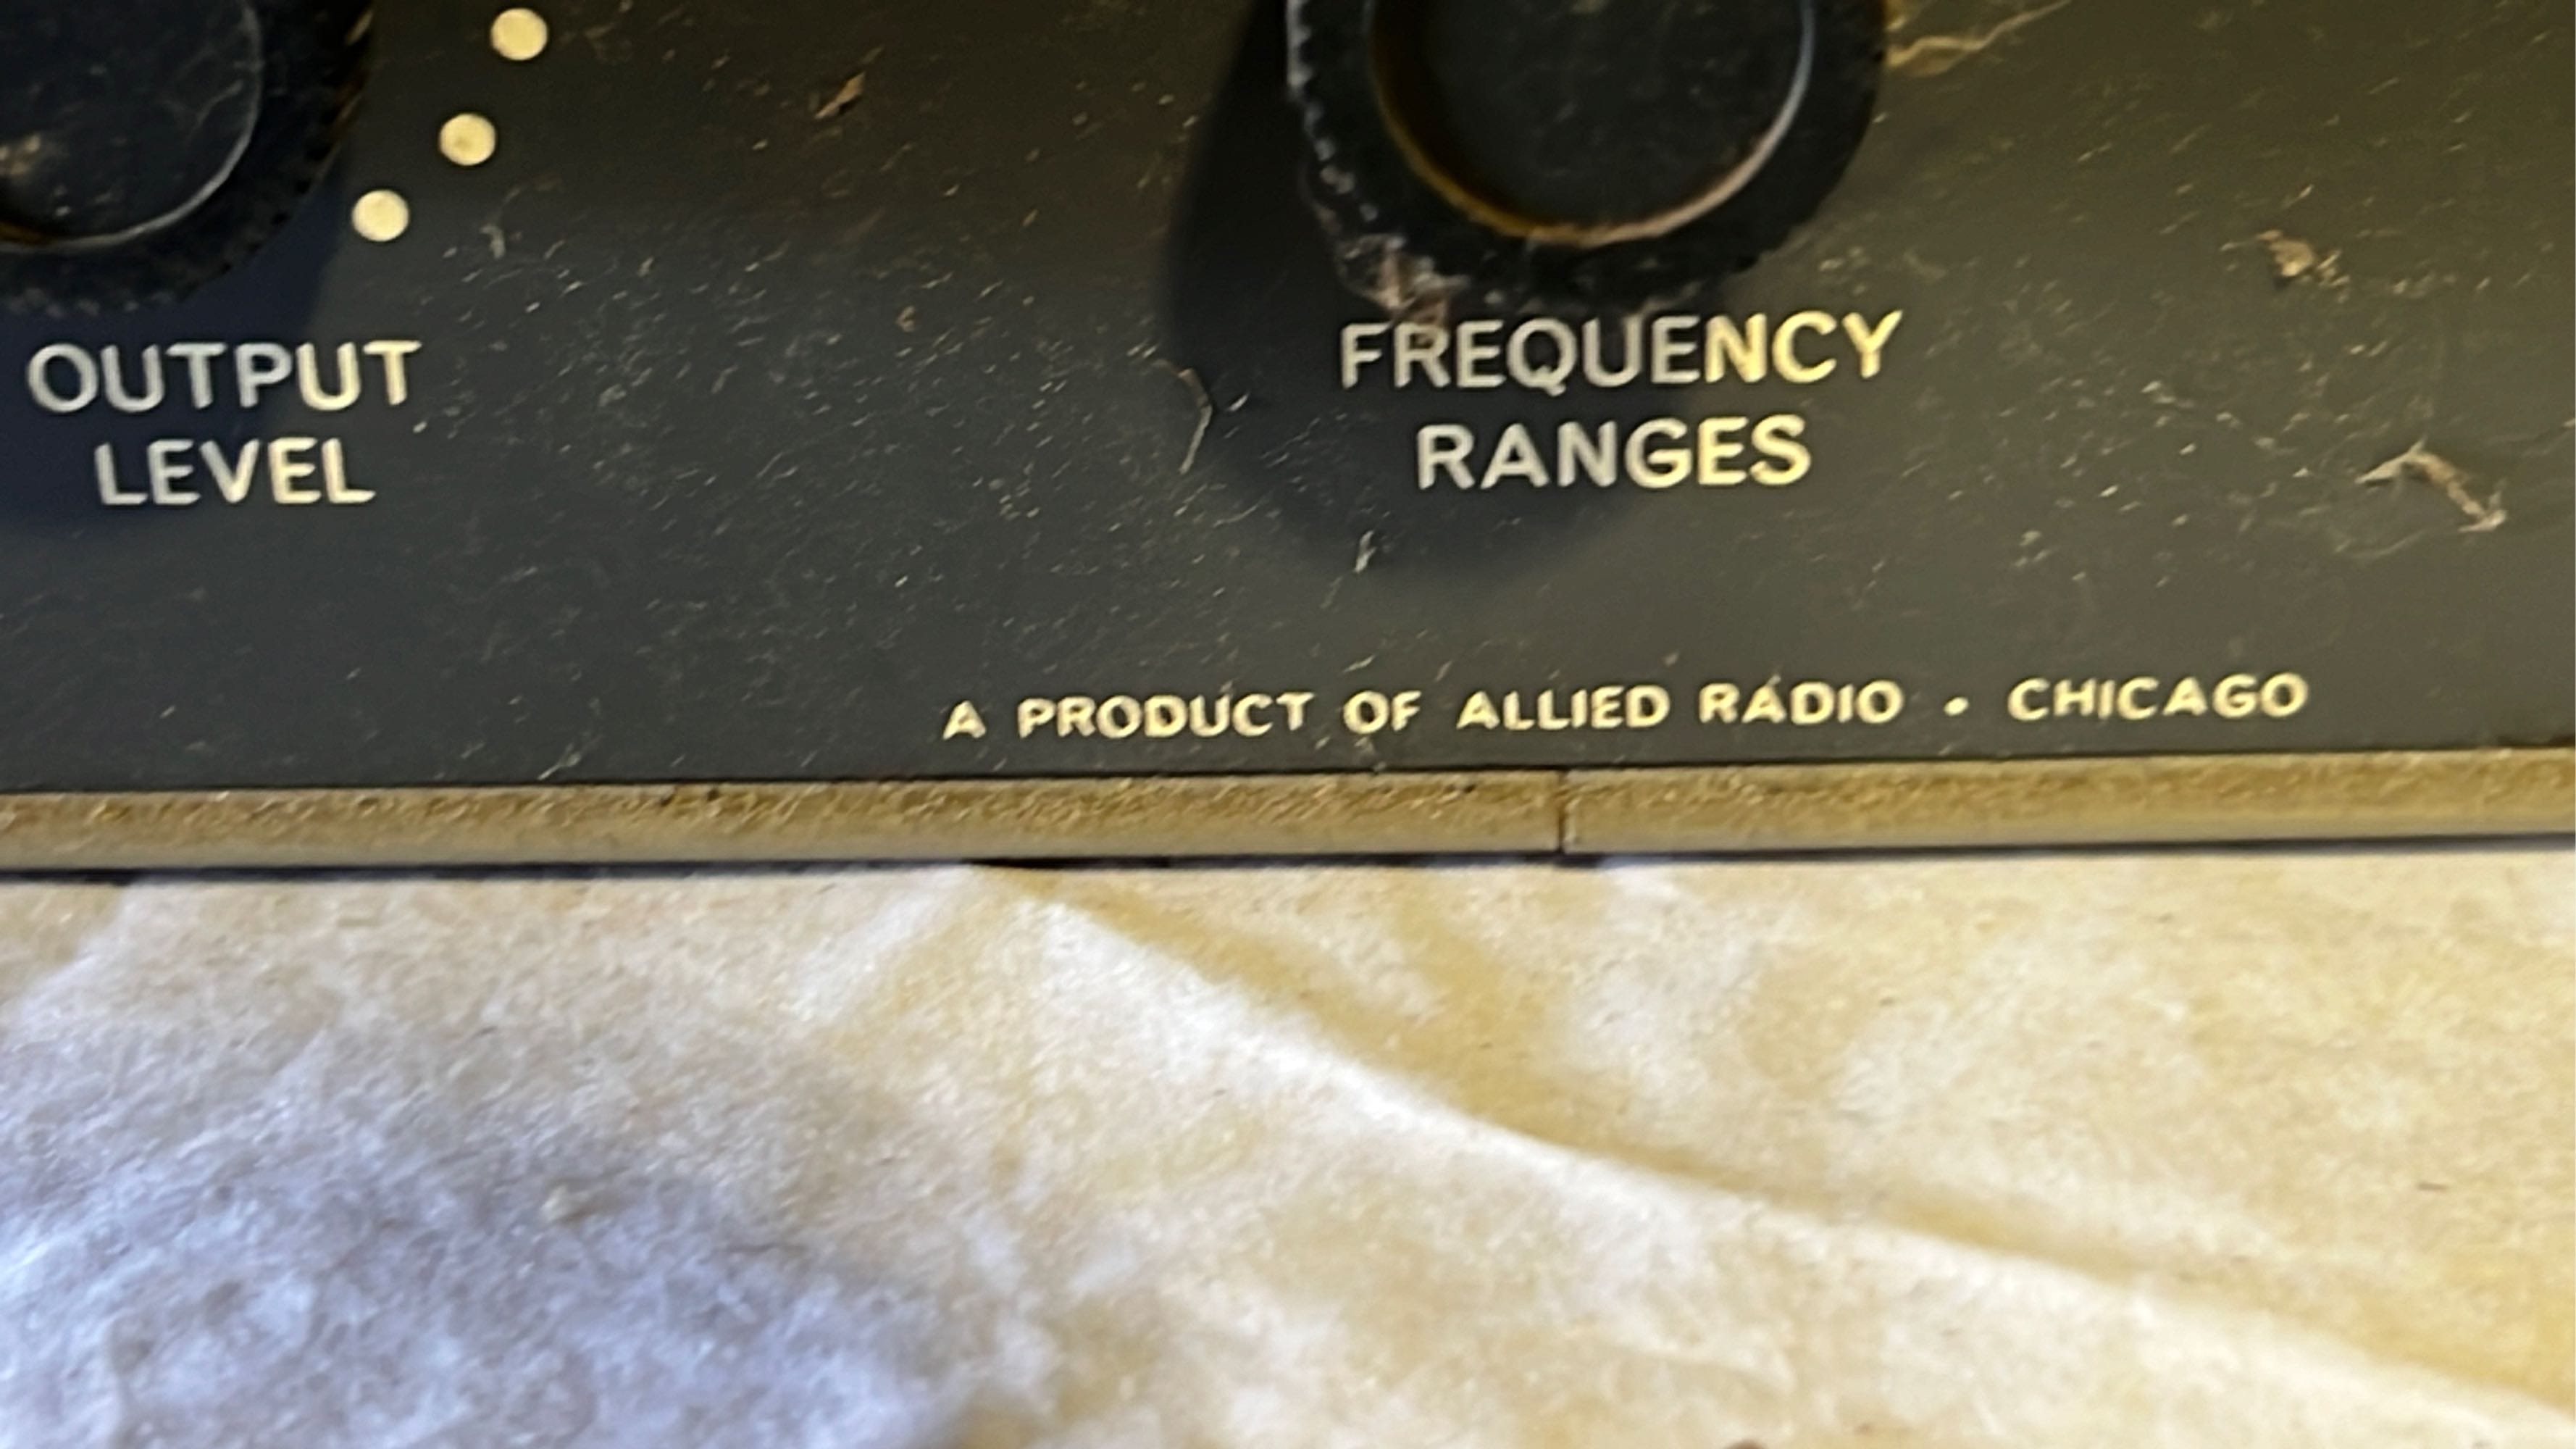 OUTPUT
LEVEL
FREQUENCY
RANGES
A PRODUCT OF ALLIED RADIO • CHICAGO